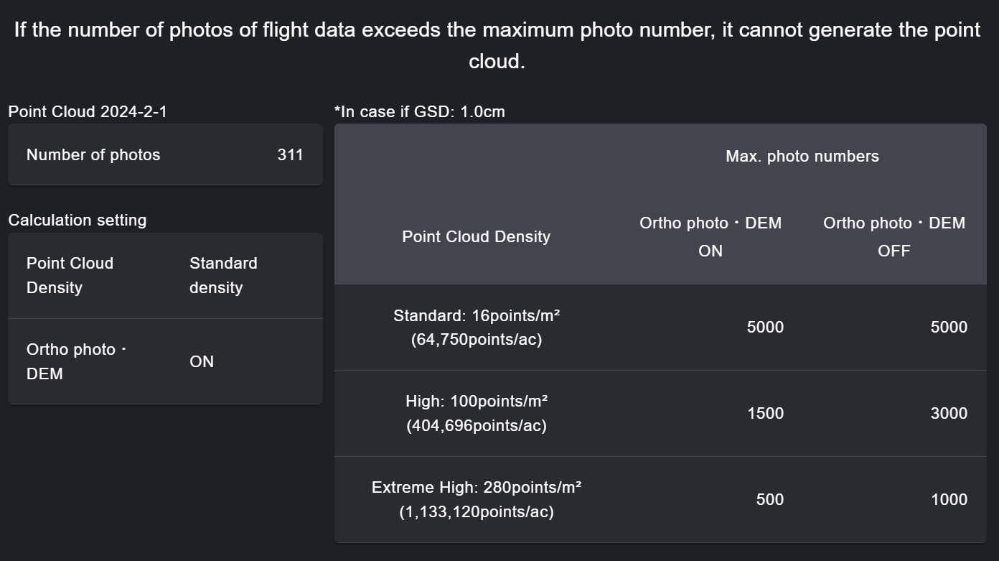 If the number of photos of flight data exceeds the maximum photo number, it cannot generate the point
cloud.
Point Cloud 2024-2-1
Number of photos 311
Calculation setting
Point Cloud Density Standard density
Ortho photo・DEM ON
*In case if GSD: 1.0cm
Max. photo numbers
Point Cloud Density
Ortho photo・DEM ON
Ortho photo・DEM OFF
Standard: 16points/m²
(64,750points/ac)
5000 5000
High: 100points/m²
(404,696points/ac)
1500 3000
Extreme High: 280points/m²
(1,133,120points/ac)
500 1000